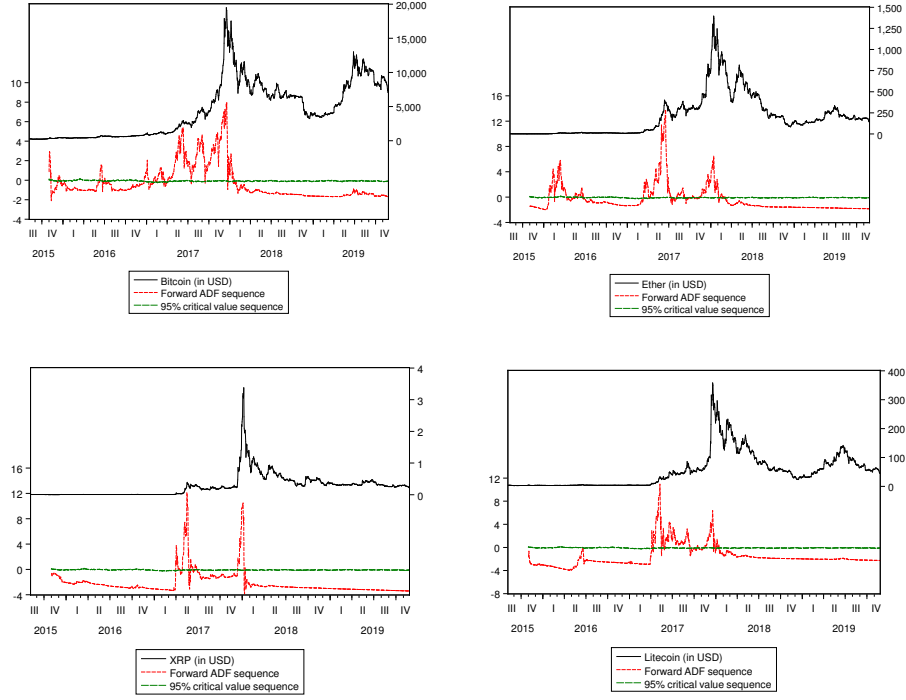 20,000
15,000
10,000
5,000
0
10
8
6
4
2
0
-2
-4
III IV I II III IV I II III IV I II III IV I II III IV
2015 2016 2017 2018 2019
Bitcoin (in USD)
Forward ADF sequence
95% critical value sequence
1,500
1,250
1,000
750
500
250
0
16
12
8
4
0
-4
III IV I II III IV I II III IV I II III IV I II III IV
2015 2016 2017 2018 2019
Ether (in USD)
Forward ADF sequence
95% critical value sequence
4
3
2
1
0
16
12
8
4
0
-4
III IV I II III IV I II III IV I II III IV I II III IV
2015 2016 2017 2018 2019
XRP (in USD)
Forward ADF sequence
95% critical value sequence
400
300
200
100
0
12
8
4
0
-4
-8
III IV I II III IV I II III IV I II III IV I II III IV
2015 2016 2017 2018 2019
Litecoin (in USD)
Forward ADF sequence
95% critical value sequence